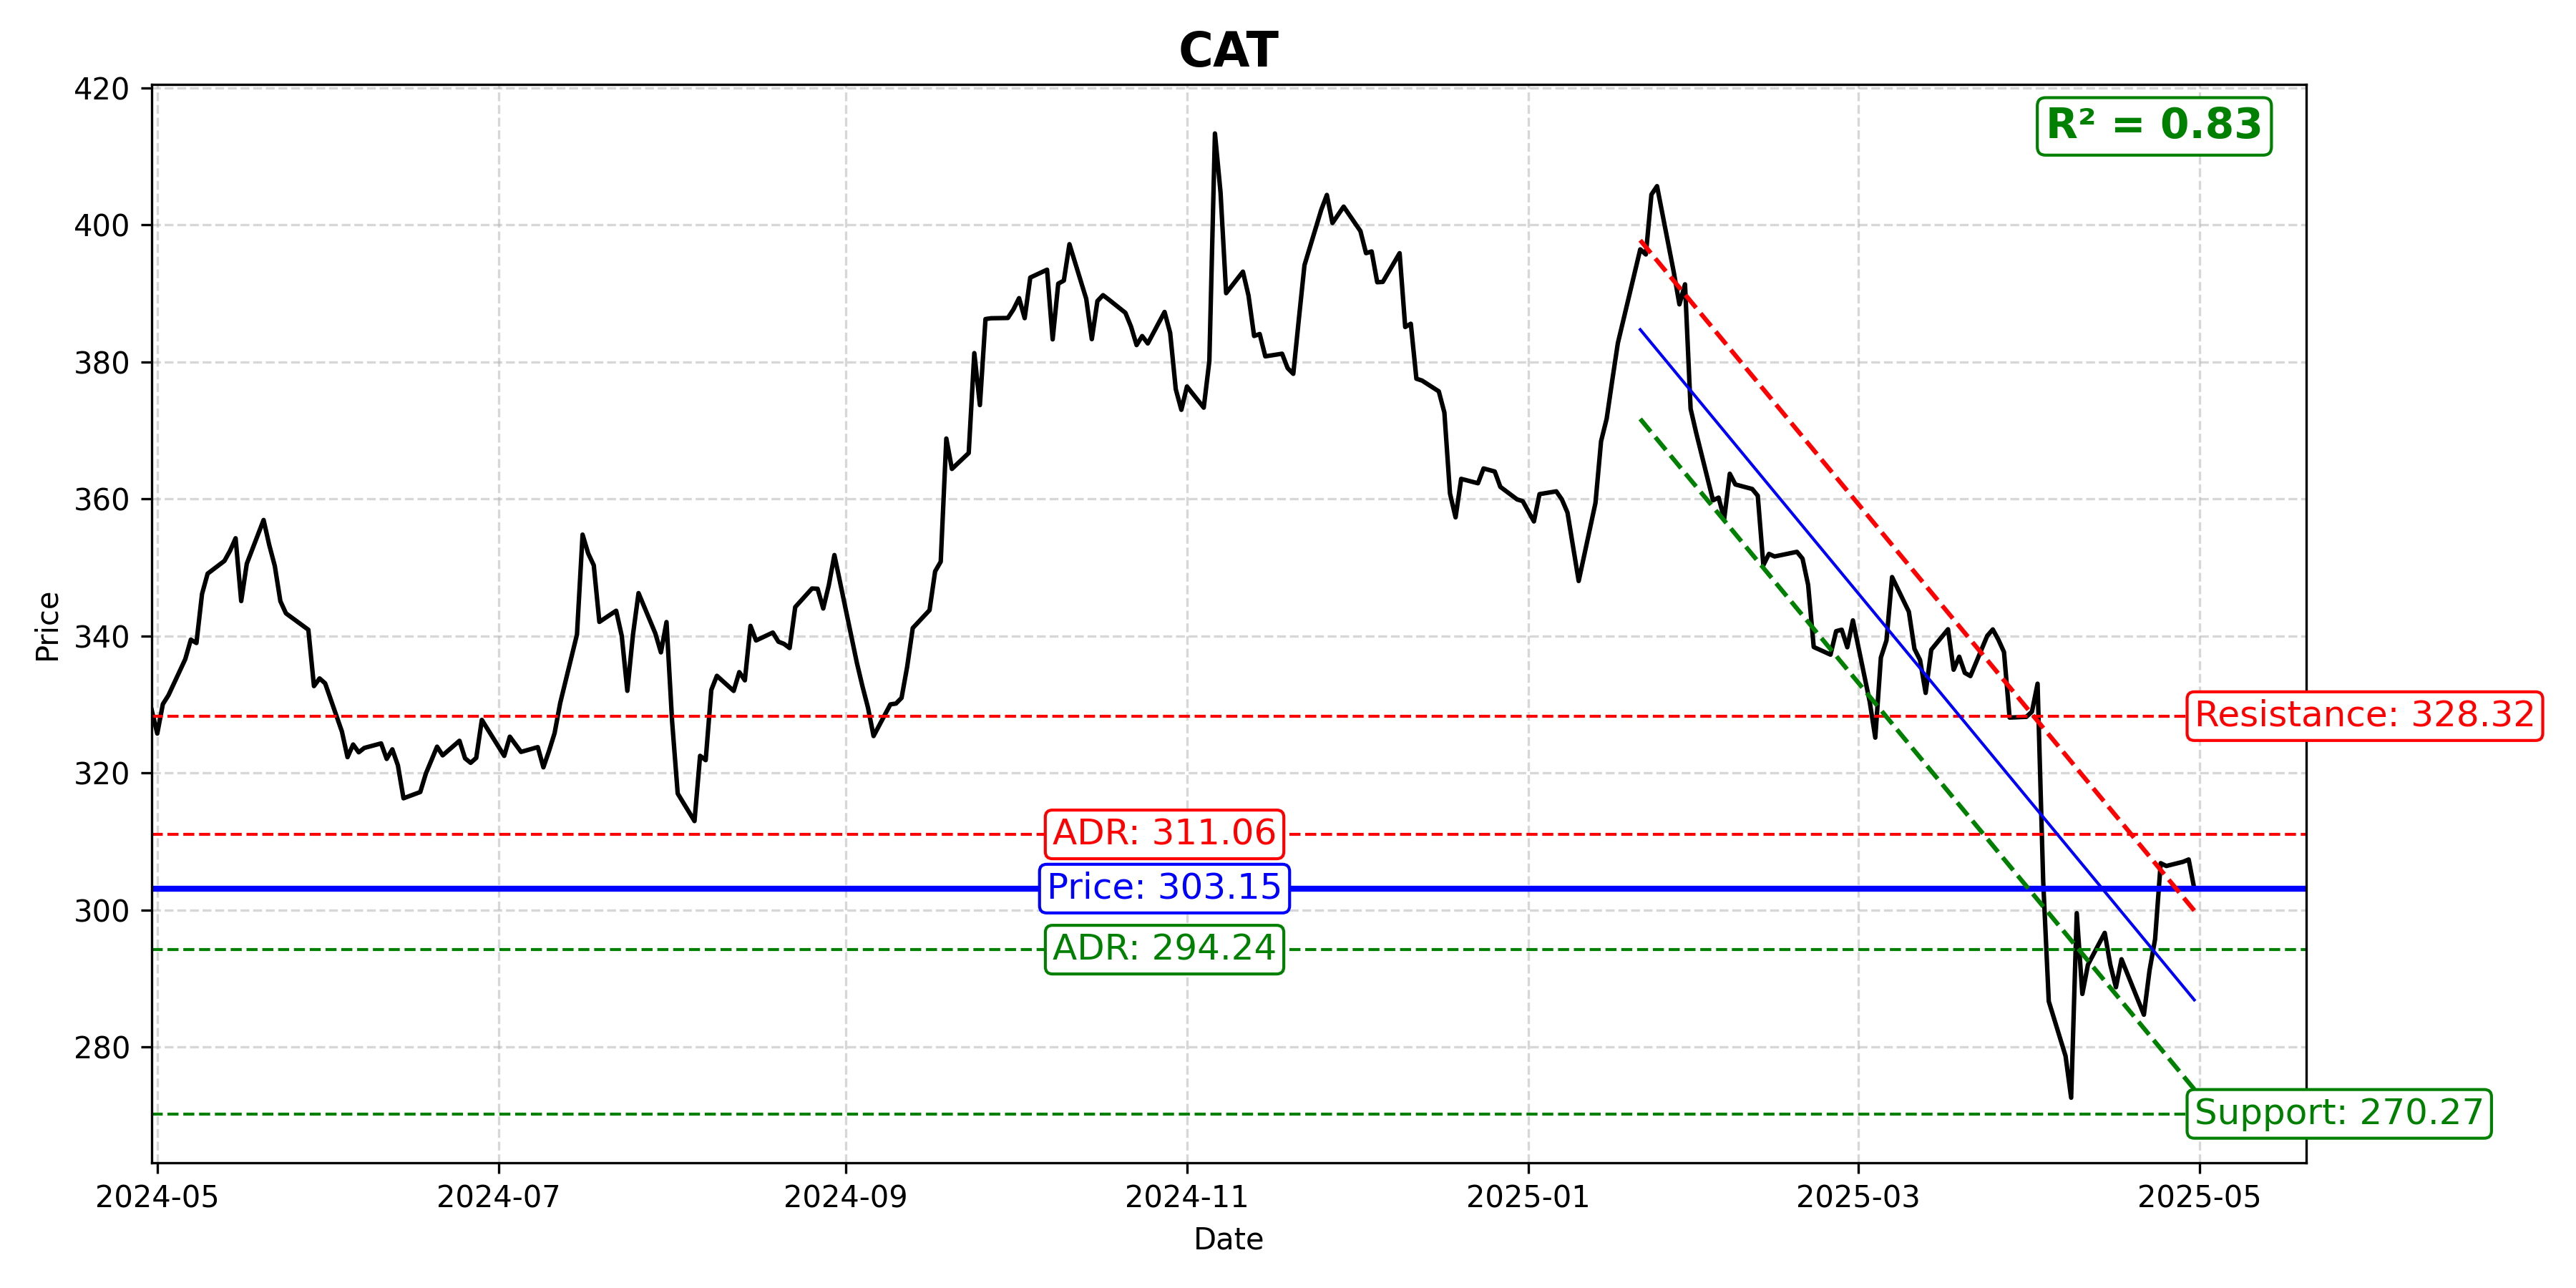 CAT
R² = 0.83
420
400
380
360
340
320
300
280
Price
Resistance: 328.32
ADR: 311.06
Price: 303.15
ADR: 294.24
Support: 270.27
2024-05
2024-07
2024-09
2024-11
2025-01
2025-03
2025-05
Date